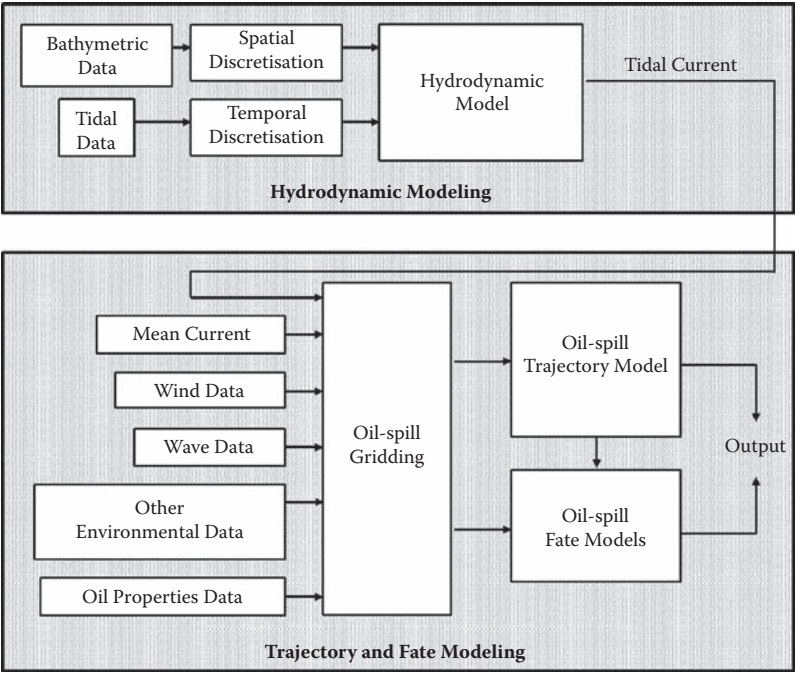 Bathymetric
Data
Spatial
Discretisation
Tidal
Data
Temporal
Discretisation
Hydrodynamic
Model
Tidal Current
Hydrodynamic Modeling
Mean Current
Wind Data
Wave Data
Other
Environmental Data
Oil Properties Data
Oil-spill
Gridding
Oil-spill
Trajectory Model
Oil-spill
Fate Models
Output
Trajectory and Fate Modeling